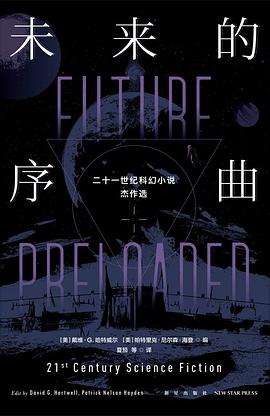 未来的
FUTURE
序曲
二十一世纪科幻小说
杰作选
PRELOADED
[美]戴维·G.哈特威尔 [美]帕特里克·尼尔森·海登 编
夏笳 等 译
21st Century Science Fiction
Edit by David G. Hartwell, Patrick Nelson Hayden
新星出版社 NEW STAR PRESS